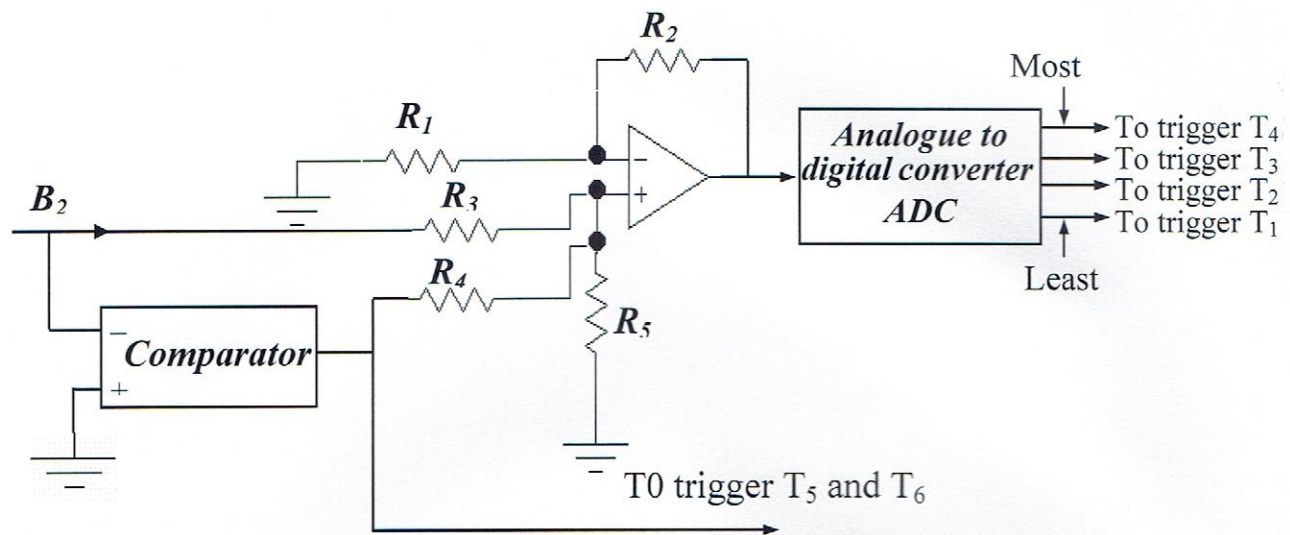 R2
Most
R1
Analogue to
digital converter
ADC
To trigger T4
To trigger T3
To trigger T2
To trigger T1
−
+
B2
R3
Least
R4
R5
−
Comparator
+
T0 trigger T5 and T6